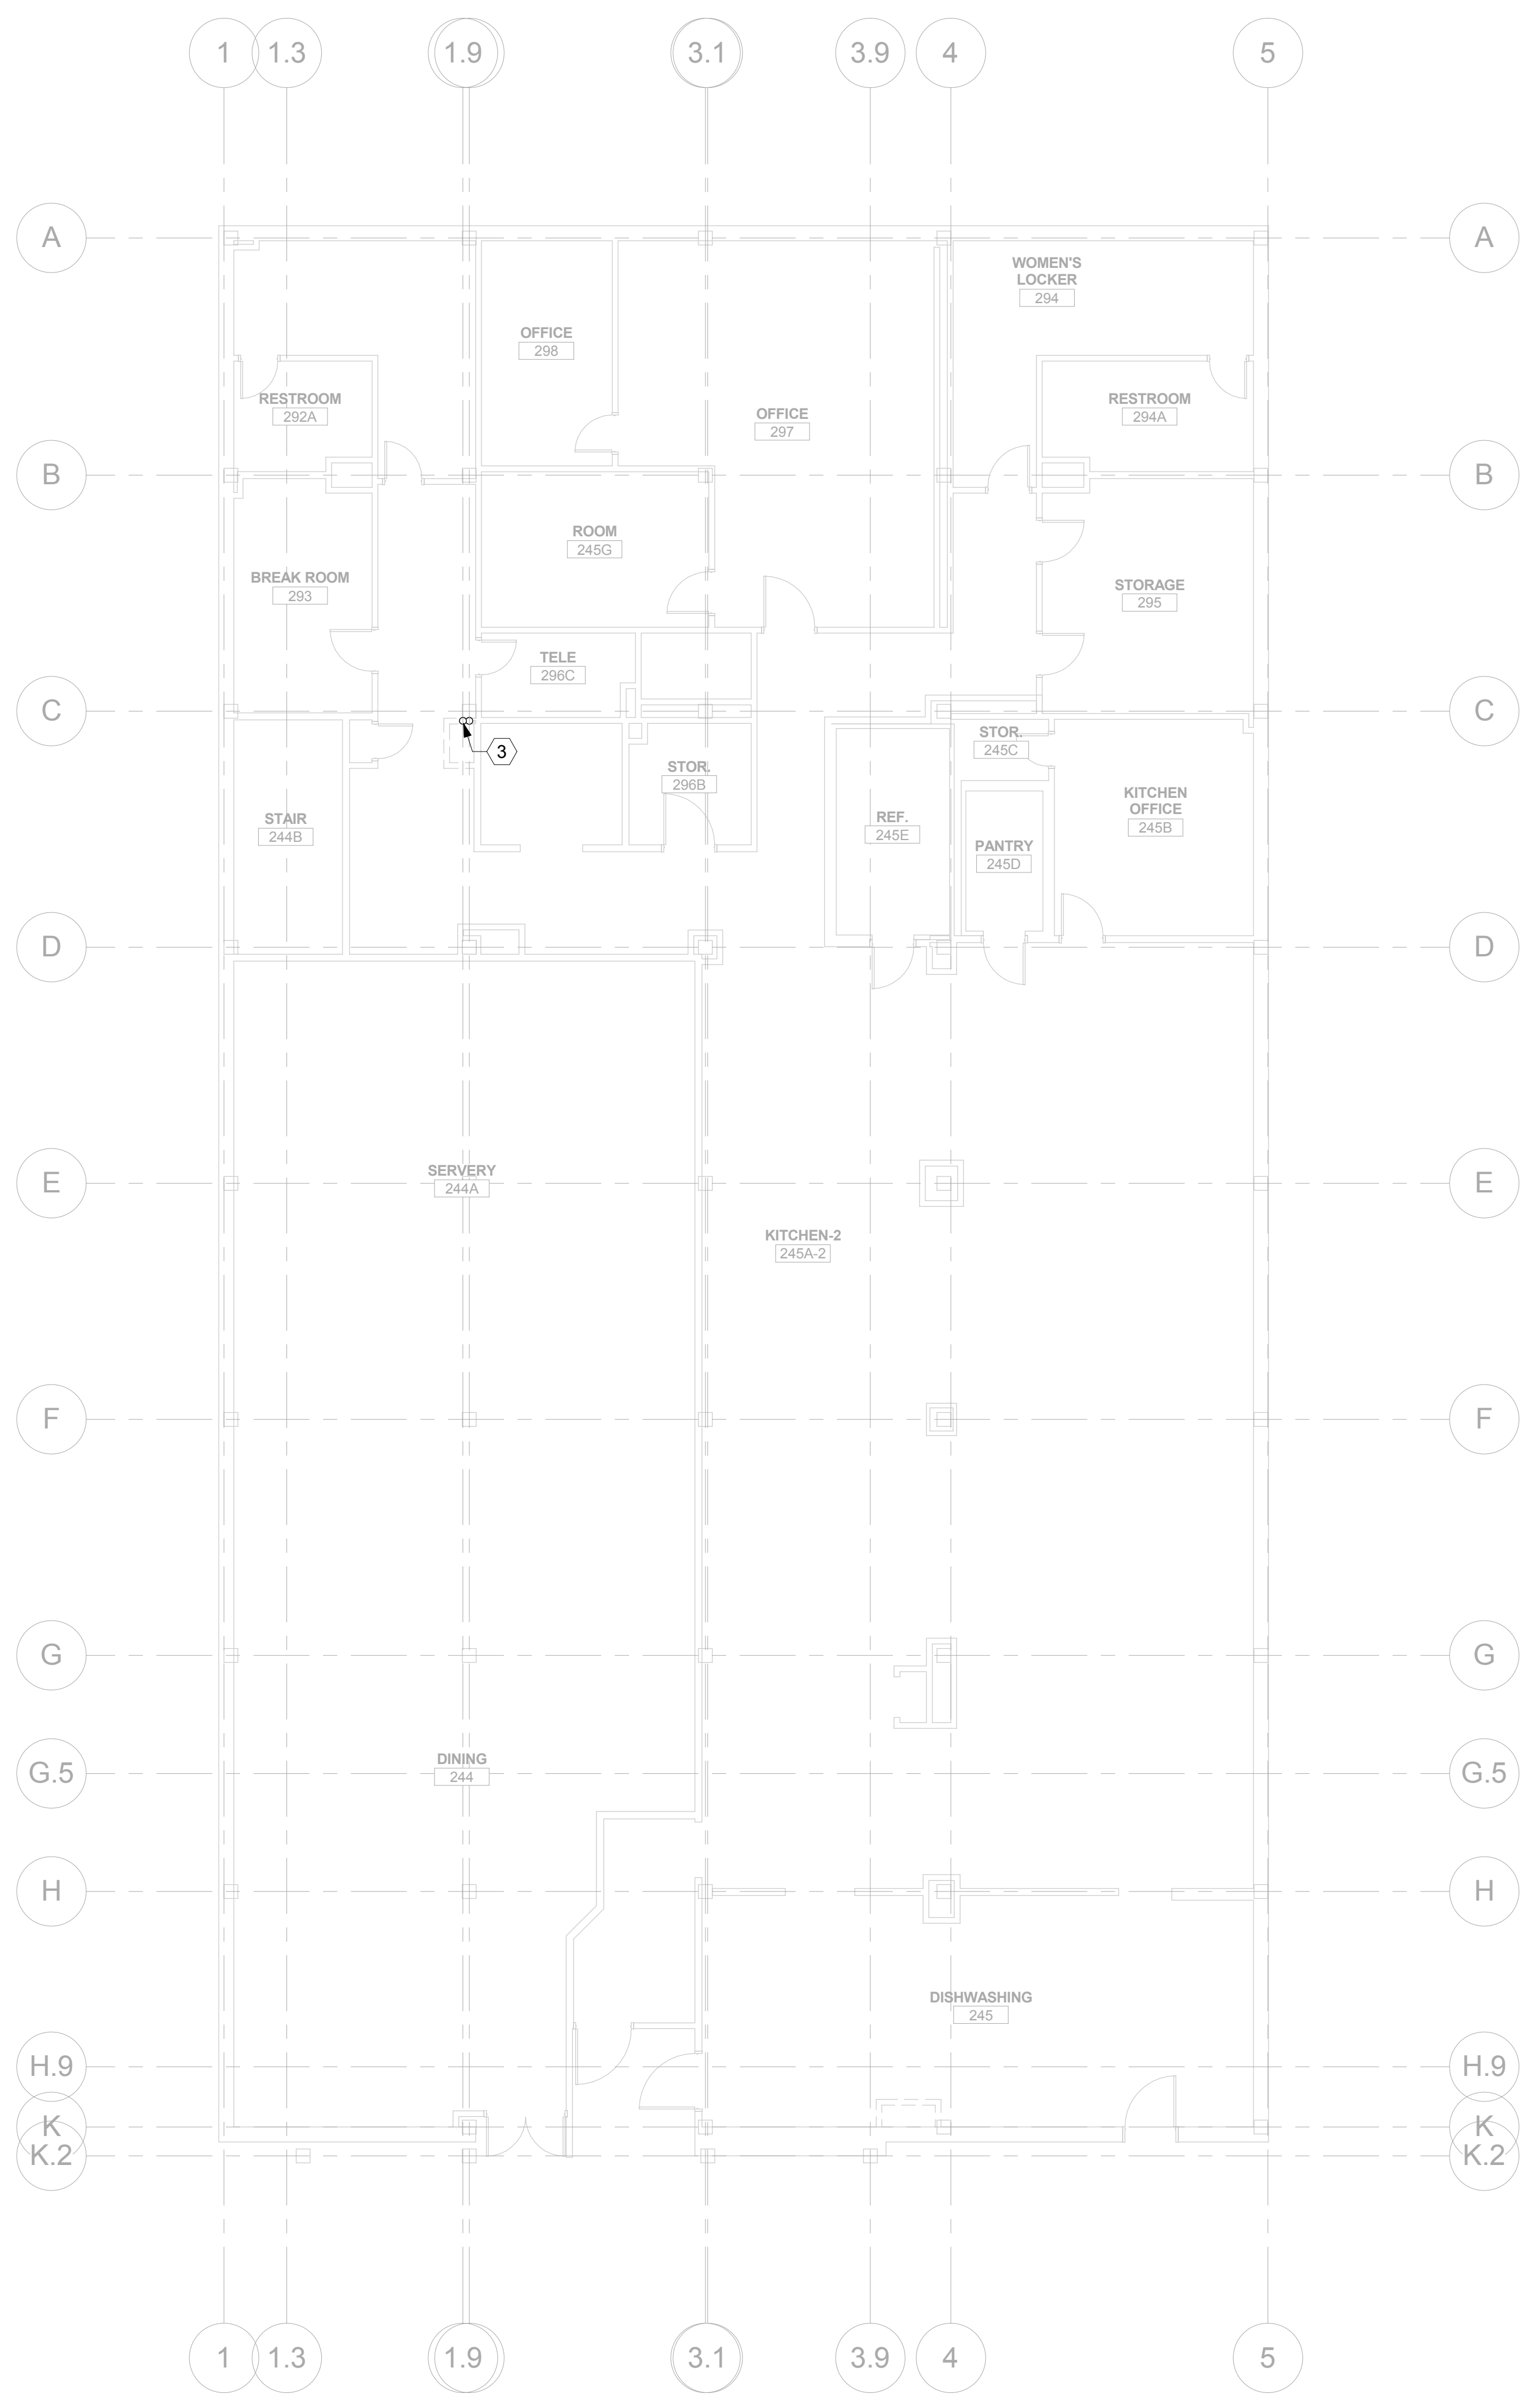 1 1.3 1.9 3.1 3.9 4 5
A A
WOMEN'S
LOCKER
294
OFFICE
298
RESTROOM
292A
OFFICE
297
RESTROOM
294A
B B
ROOM
245G
BREAK ROOM
293
STORAGE
295
TELE
296C
C C
STOR.
245C
3
STOR.
296B
KITCHEN
OFFICE
245B
STAIR
244B
REF.
245E
PANTRY
245D
D D
SERVERY
244A
E E
KITCHEN-2
245A-2
F F
G G
DINING
244
G.5 G.5
H H
DISHWASHING
245
H.9 H.9
K K
K.2 K.2
1 1.3 1.9 3.1 3.9 4 5